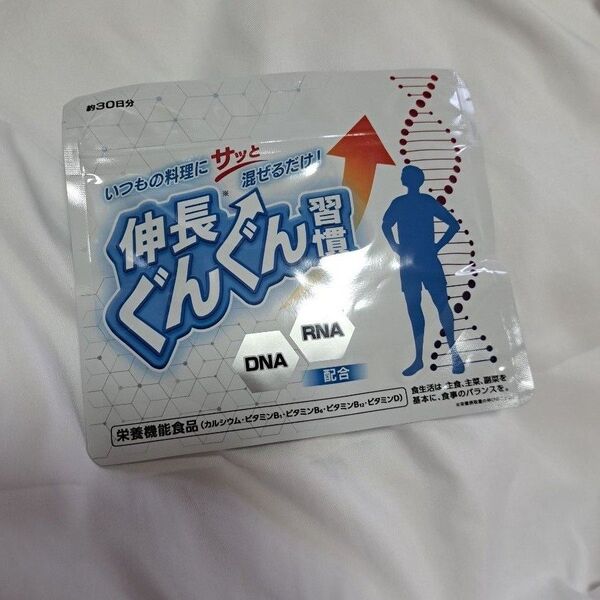 約30日分
いつもの料理に サッと 混ぜるだけ!
伸長※
ぐんぐん
習慣
DNA
RNA
配合
食生活は、主食、主菜、副菜を
基本に、食事のバランスを。
栄養機能食品(カルシウム・ビタミンB1・ビタミンB6・ビタミンB12・ビタミンD)